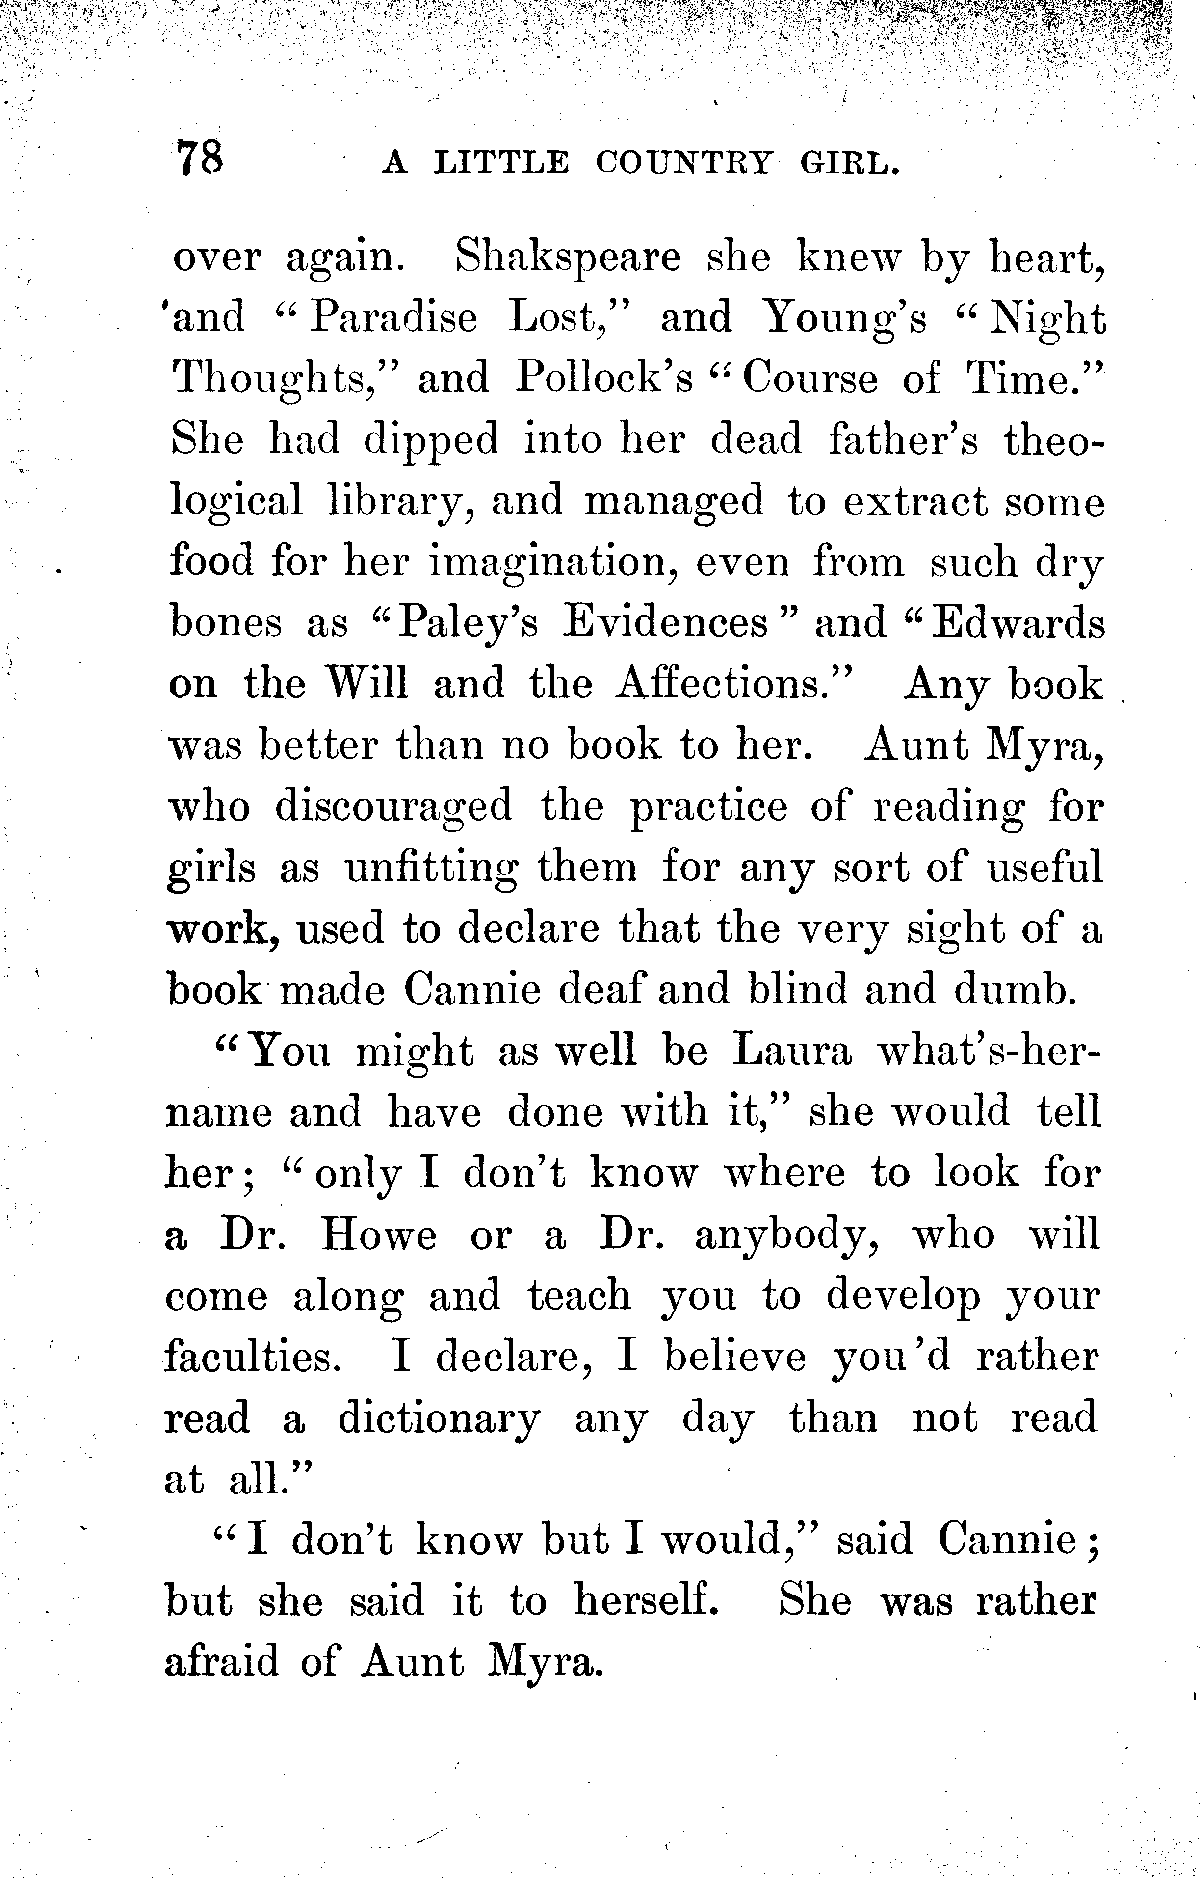 78 A LITTLE COUNTRY GIRL.
over again. Shakspeare she knew by heart,
and “Paradise Lost,” and Young’s “Night
Thoughts,” and Pollock’s “Course of Time.”
She had dipped into her dead father’s theo-
logical library, and managed to extract some
food for her imagination, even from such dry
bones as “Paley’s Evidences” and “Edwards
on the Will and the Affections.” Any book
was better than no book to her. Aunt Myra,
who discouraged the practice of reading for
girls as unfitting them for any sort of useful
work, used to declare that the very sight of a
book made Cannie deaf and blind and dumb.
“You might as well be Laura what’s-her-
name and have done with it,” she would tell
her; “only I don’t know where to look for
a Dr. Howe or a Dr. anybody, who will
come along and teach you to develop your
faculties. I declare, I believe you’d rather
read a dictionary any day than not read
at all.”
“I don’t know but I would,” said Cannie;
but she said it to herself. She was rather
afraid of Aunt Myra.